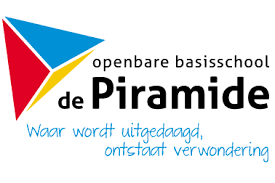 openbare basisschool
de Piramide
Waar wordt uitgedaagd,
ontstaat verwondering